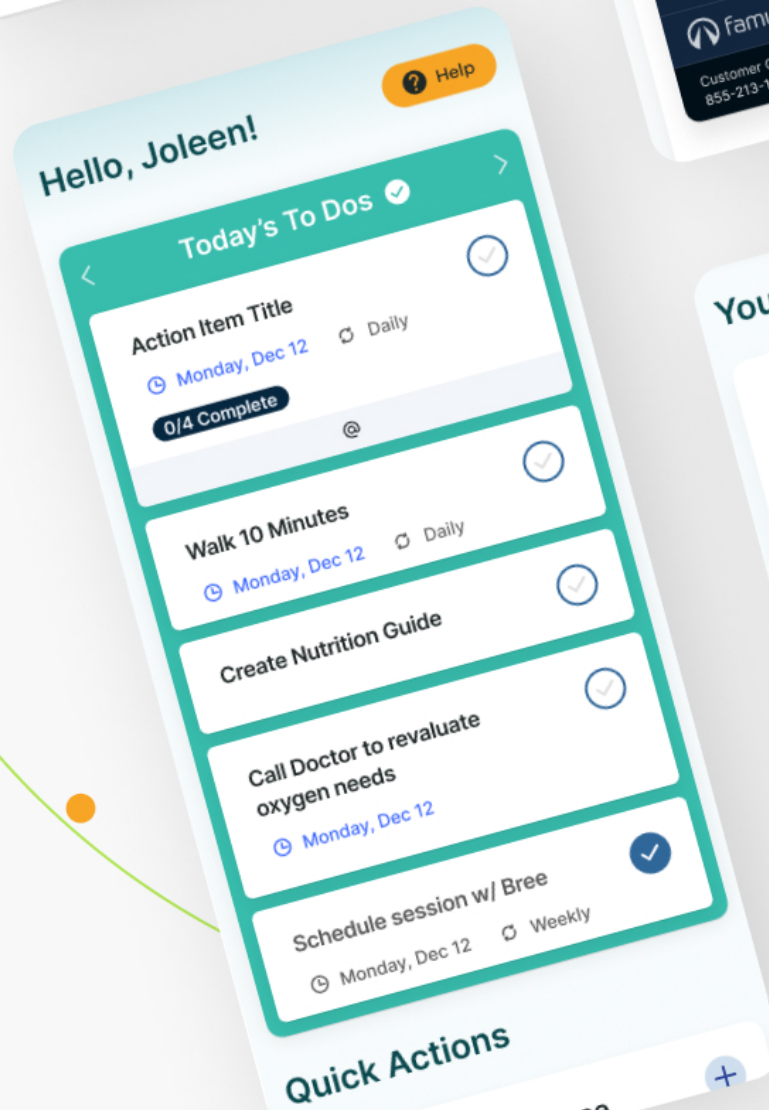 Help
Hello, Joleen!
Today's To Dos
Action Item Title
Monday, Dec 12 Daily
0/4 Complete
@
Walk 10 Minutes
Monday, Dec 12 Daily
Create Nutrition Guide
Call Doctor to revaluate
oxygen needs
Monday, Dec 12
Schedule session w/ Bree
Monday, Dec 12 Weekly
Quick Actions
Customer
855-213-